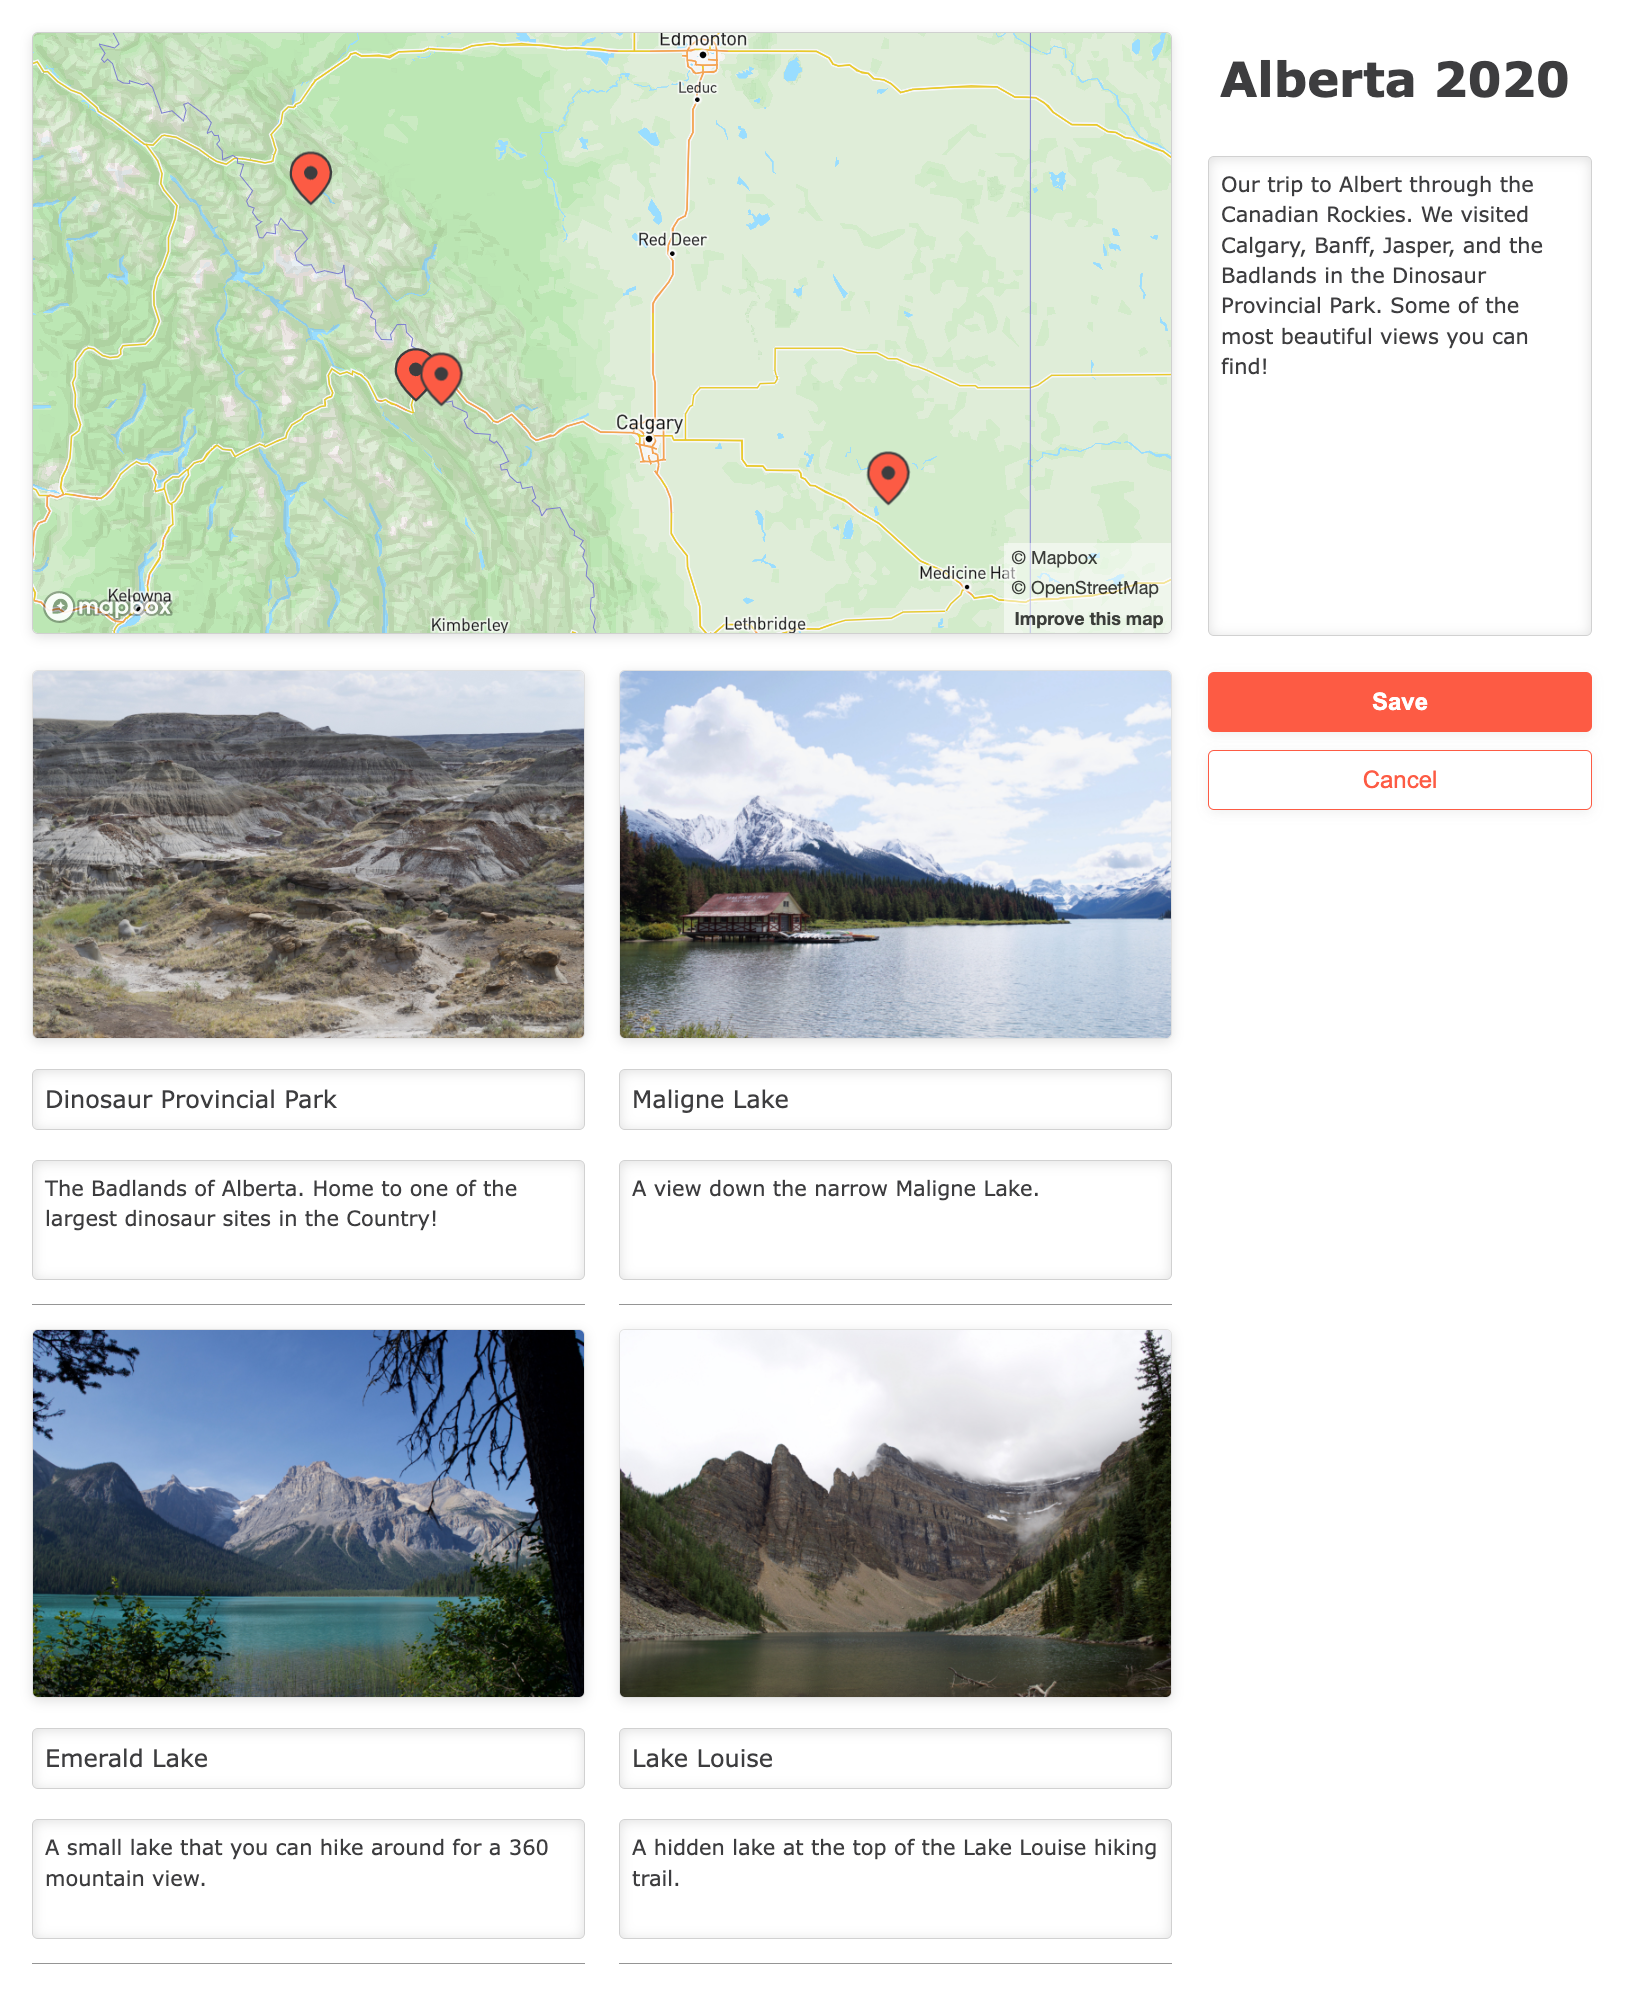 Edmonton
Leduc
Red Deer
Calgary
Medicine Hat
Kelowna
Kimberley
Lethbridge
mapbox
© Mapbox
© OpenStreetMap
Improve this map
Alberta 2020
Our trip to Albert through the
Canadian Rockies. We visited
Calgary, Banff, Jasper, and the
Badlands in the Dinosaur
Provincial Park. Some of the
most beautiful views you can
find!
Save
Cancel
Dinosaur Provincial Park
The Badlands of Alberta. Home to one of the
largest dinosaur sites in the Country!
Maligne Lake
A view down the narrow Maligne Lake.
Emerald Lake
A small lake that you can hike around for a 360
mountain view.
Lake Louise
A hidden lake at the top of the Lake Louise hiking
trail.